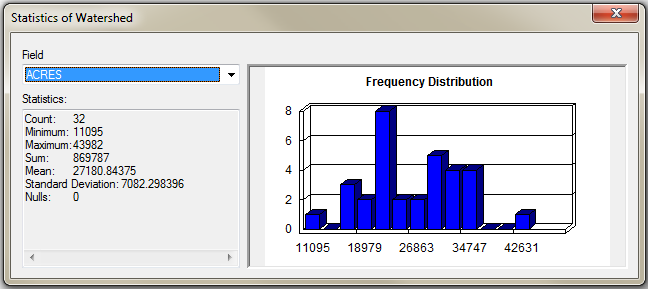 Statistics of Watershed
Field
ACRES
Statistics:
Count: 32
Minimum: 11095
Maximum: 43982
Sum: 869787
Mean: 27180.84375
Standard Deviation: 7082.298396
Nulls: 0
Frequency Distribution
8
6
4
2
0
11095 18979 26863 34747 42631